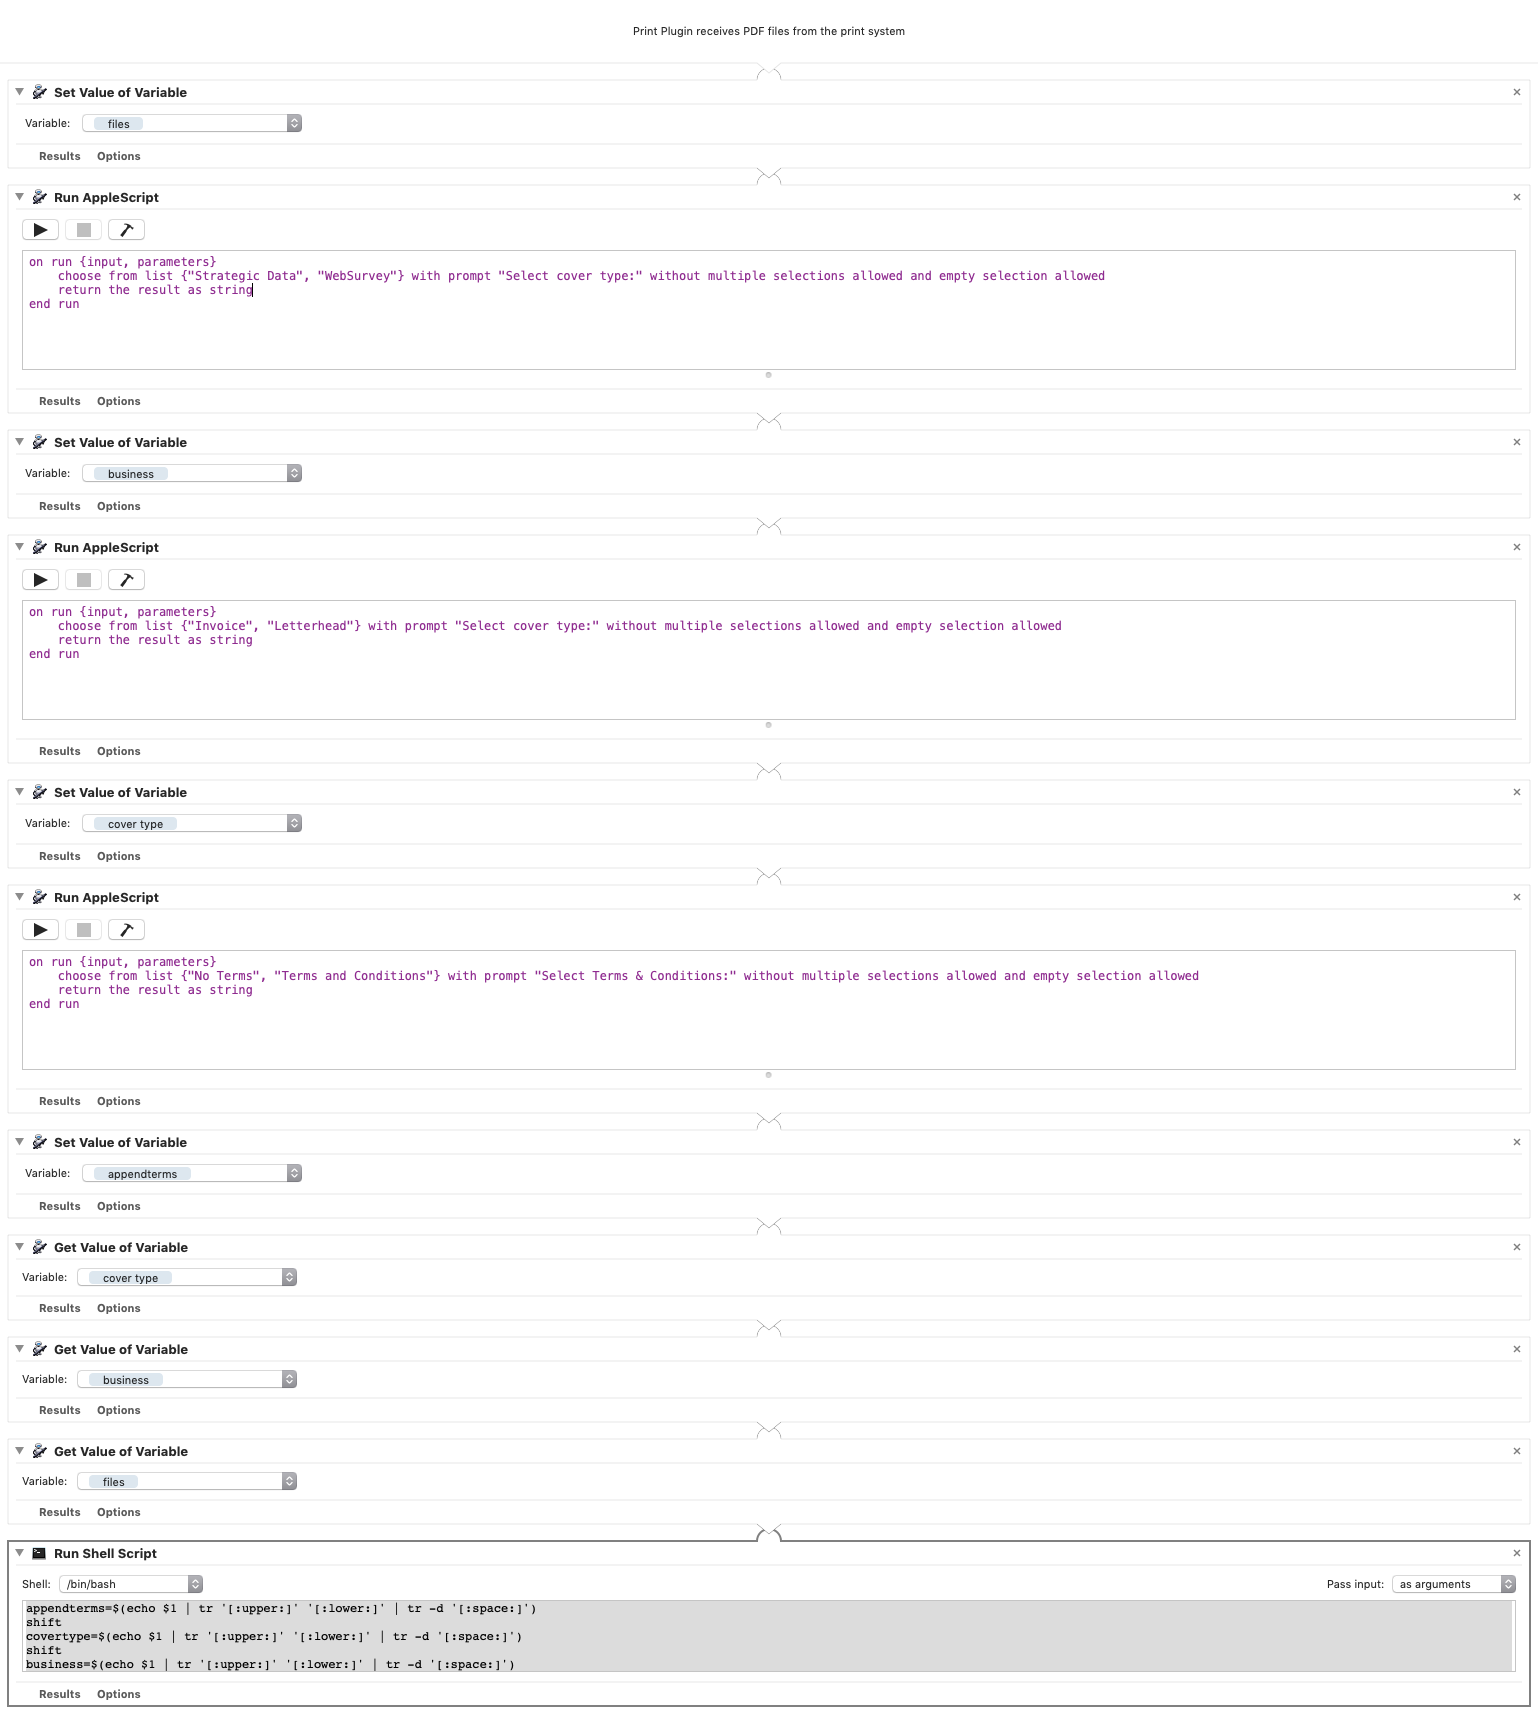 Print Plugin receives PDF files from the print system
Set Value of Variable
Variable: files
Results Options
Run AppleScript
on run {input, parameters}
choose from list {"Strategic Data", "WebSurvey"} with prompt "Select cover type:" without multiple selections allowed and empty selection allowed
return the result as string
end run
Results Options
Set Value of Variable
Variable: business
Results Options
Run AppleScript
on run {input, parameters}
choose from list {"Invoice", "Letterhead"} with prompt "Select cover type:" without multiple selections allowed and empty selection allowed
return the result as string
end run
Results Options
Set Value of Variable
Variable: cover type
Results Options
Run AppleScript
on run {input, parameters}
choose from list {"No Terms", "Terms and Conditions"} with prompt "Select Terms & Conditions:" without multiple selections allowed and empty selection allowed
return the result as string
end run
Results Options
Set Value of Variable
Variable: appendterms
Results Options
Get Value of Variable
Variable: cover type
Results Options
Get Value of Variable
Variable: business
Results Options
Get Value of Variable
Variable: files
Results Options
Run Shell Script
Shell: /bin/bash Pass input: as arguments
appendterms=$(echo $1 | tr '[:upper:]' '[:lower:]' | tr -d '[:space:]')
shift
covertype=$(echo $1 | tr '[:upper:]' '[:lower:]' | tr -d '[:space:]')
shift
business=$(echo $1 | tr '[:upper:]' '[:lower:]' | tr -d '[:space:]')
Results Options